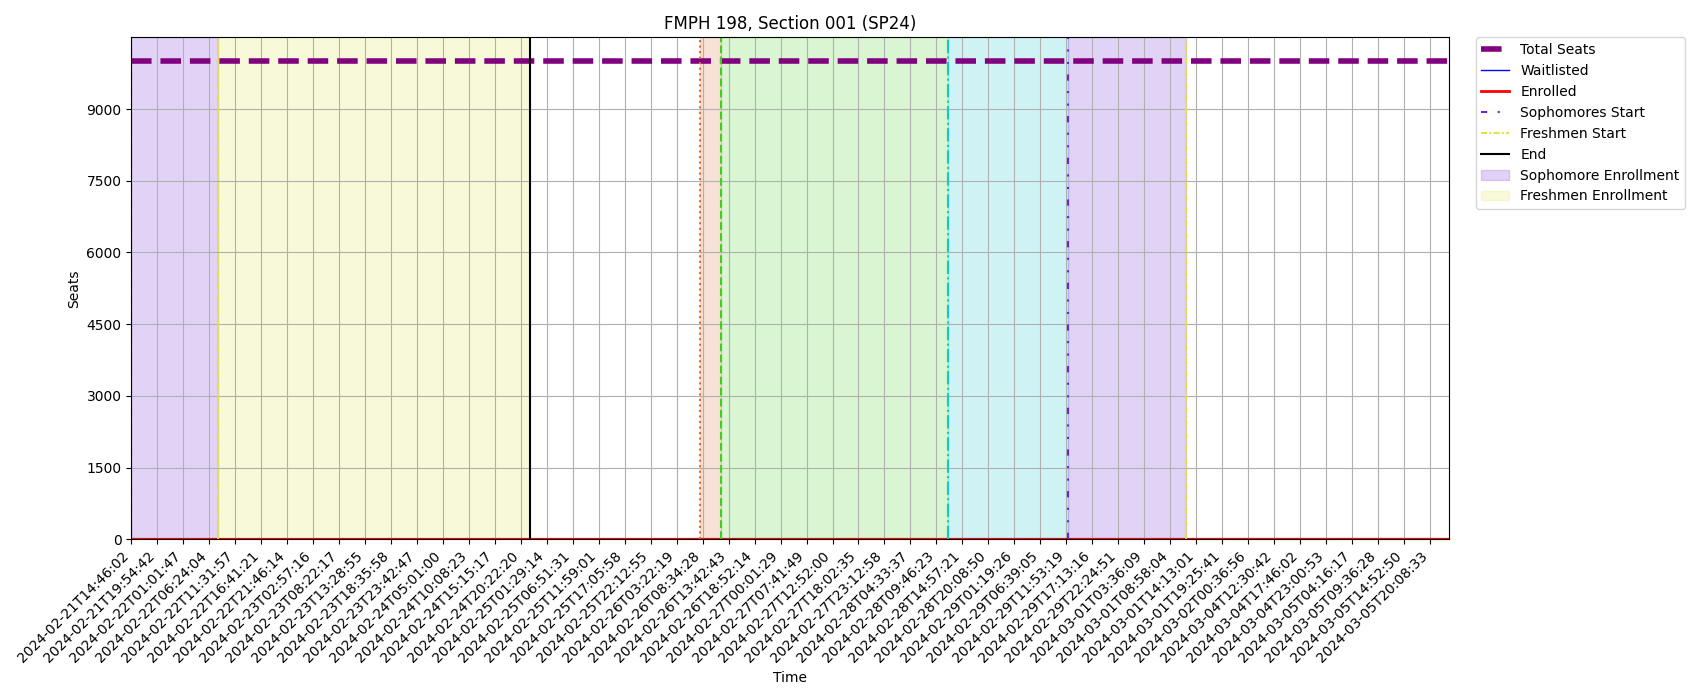 FMPH 198, Section 001 (SP24)
Total Seats
Waitlisted
Enrolled
Sophomores Start
Freshmen Start
End
Sophomore Enrollment
Freshmen Enrollment
Seats
9000
7500
6000
4500
3000
1500
0
2024-02-21T14:46:02
2024-02-21T19:54:42
2024-02-22T01:01:47
2024-02-22T06:24:04
2024-02-22T11:31:57
2024-02-22T16:41:21
2024-02-22T21:46:14
2024-02-23T02:57:16
2024-02-23T08:22:17
2024-02-23T13:28:55
2024-02-23T18:35:58
2024-02-23T23:42:47
2024-02-24T05:01:00
2024-02-24T10:08:23
2024-02-24T15:15:17
2024-02-24T20:22:20
2024-02-25T01:29:14
2024-02-25T06:51:31
2024-02-25T11:59:01
2024-02-25T17:05:58
2024-02-25T22:12:55
2024-02-26T03:22:19
2024-02-26T08:34:28
2024-02-26T13:42:43
2024-02-26T18:52:14
2024-02-27T00:01:29
2024-02-27T07:41:49
2024-02-27T12:52:00
2024-02-27T18:02:35
2024-02-27T23:12:58
2024-02-28T04:33:37
2024-02-28T09:46:23
2024-02-28T14:57:21
2024-02-28T20:08:50
2024-02-29T01:19:26
2024-02-29T06:39:05
2024-02-29T11:53:19
2024-02-29T17:13:16
2024-02-29T22:24:51
2024-03-01T03:36:09
2024-03-01T08:58:04
2024-03-01T14:13:01
2024-03-01T19:25:41
2024-03-02T00:36:56
2024-03-04T12:30:42
2024-03-04T17:46:02
2024-03-04T23:00:53
2024-03-05T04:16:17
2024-03-05T09:36:28
2024-03-05T14:52:50
2024-03-05T20:08:33
Time